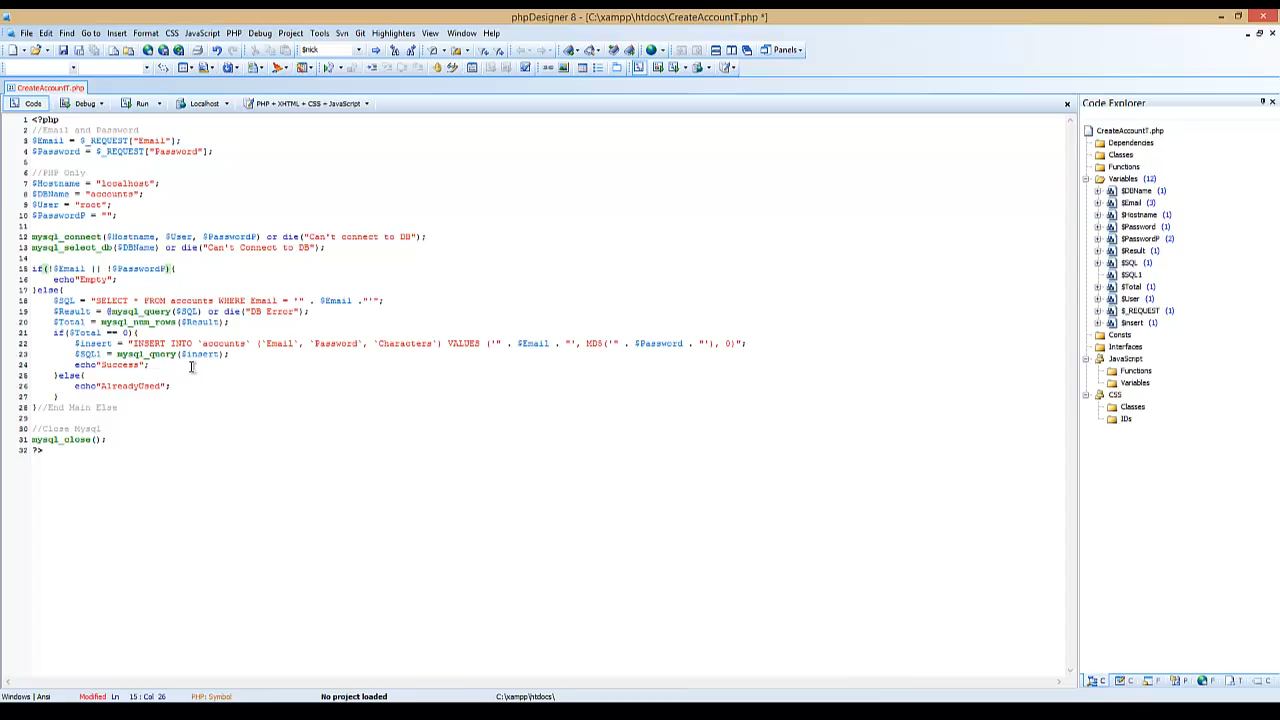 phpDesigner 8 - [C:\xampp\htdocs\CreateAccountT.php *]
File Edit Find Go to Insert Format CSS JavaScript Tools Svn Git Highlighters View Window Help PHP Debug Project
$nick
Panels
CreateAccountT.php
Code Debug Run Localhost PHP + XHTML + CSS + JavaScript
1 <?php
2 //Email and Password
3 $Email = $_REQUEST["Email"];
4 $Password = $_REQUEST["Password"];
5
6 //PHP Only
7 $Hostname = "localhost";
8 $DBName = "accounts";
9 $User = "root";
10 $PasswordP = "";
11
12 mysql_connect($Hostname, $User, $PasswordP) or die("Can't connect to DB");
13 mysql_select_db($DBName) or die("Can't Connect to DB");
14
15 if(!$Email || !$PasswordP){
16 echo"Empty";
17 }else{
18 $SQL = "SELECT * FROM accounts WHERE Email = '" . $Email ."'";
19 $Result = @mysql_query($SQL) or die("DB Error");
20 $Total = mysql_num_rows($Result);
21 if($Total == 0){
22 $insert = "INSERT INTO `accounts` (`Email`, `Password`, `Characters`) VALUES ('" . $Email . "', MD5('" . $Password . "'), 0)";
23 $SQL1 = mysql_query($insert);
24 echo"Success";
25 }else{
26 echo"AlreadyUsed";
27 }
28 }//End Main Else
29
30 //Close Mysql
31 mysql_close();
32 ?>
Code Explorer
CreateAccountT.php
Dependencies
Classes
Functions
Variables (12)
$DBName (1)
$Email (3)
$Hostname (1)
$Password (1)
$PasswordP (2)
$Result (1)
$SQL (1)
$SQL1
$Total (1)
$User (1)
$_REQUEST (1)
$insert (1)
Consts
Interfaces
JavaScript
Functions
Variables
CSS
Classes
IDs
C C F P F T C
Windows | Ansi Modified Ln 15 : Col 26 PHP: Symbol No project loaded C:\xampp\htdocs\